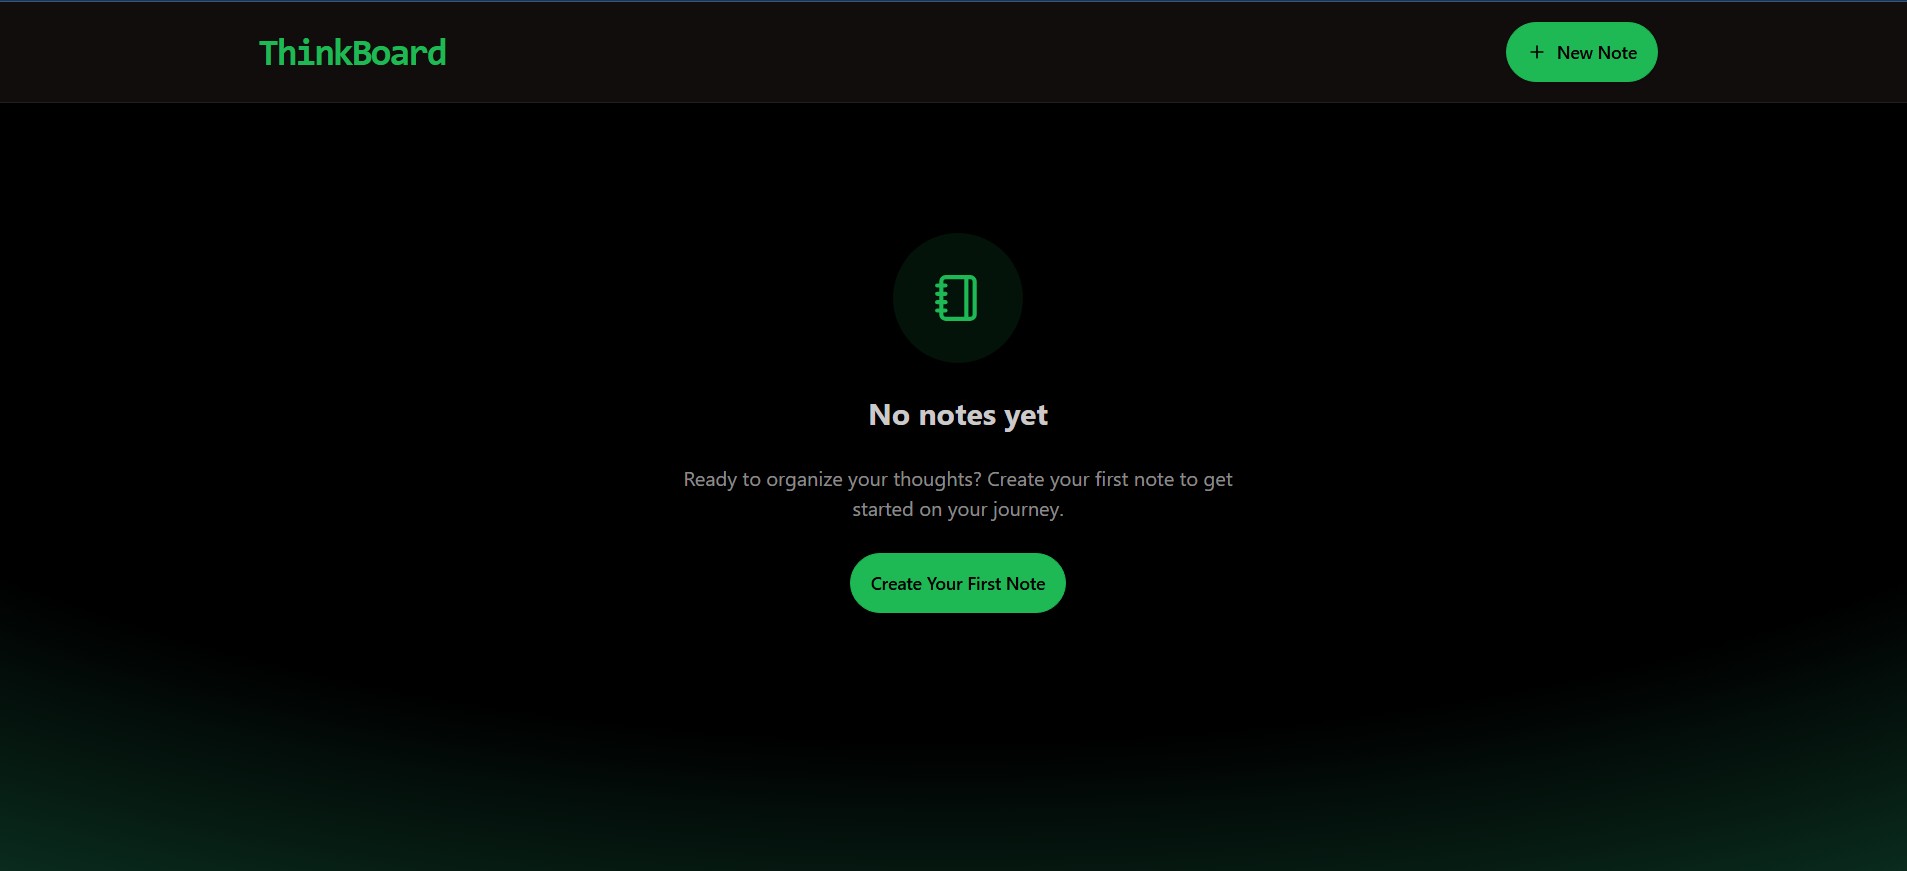 ThinkBoard
+ New Note
No notes yet
Ready to organize your thoughts? Create your first note to get
started on your journey.
Create Your First Note